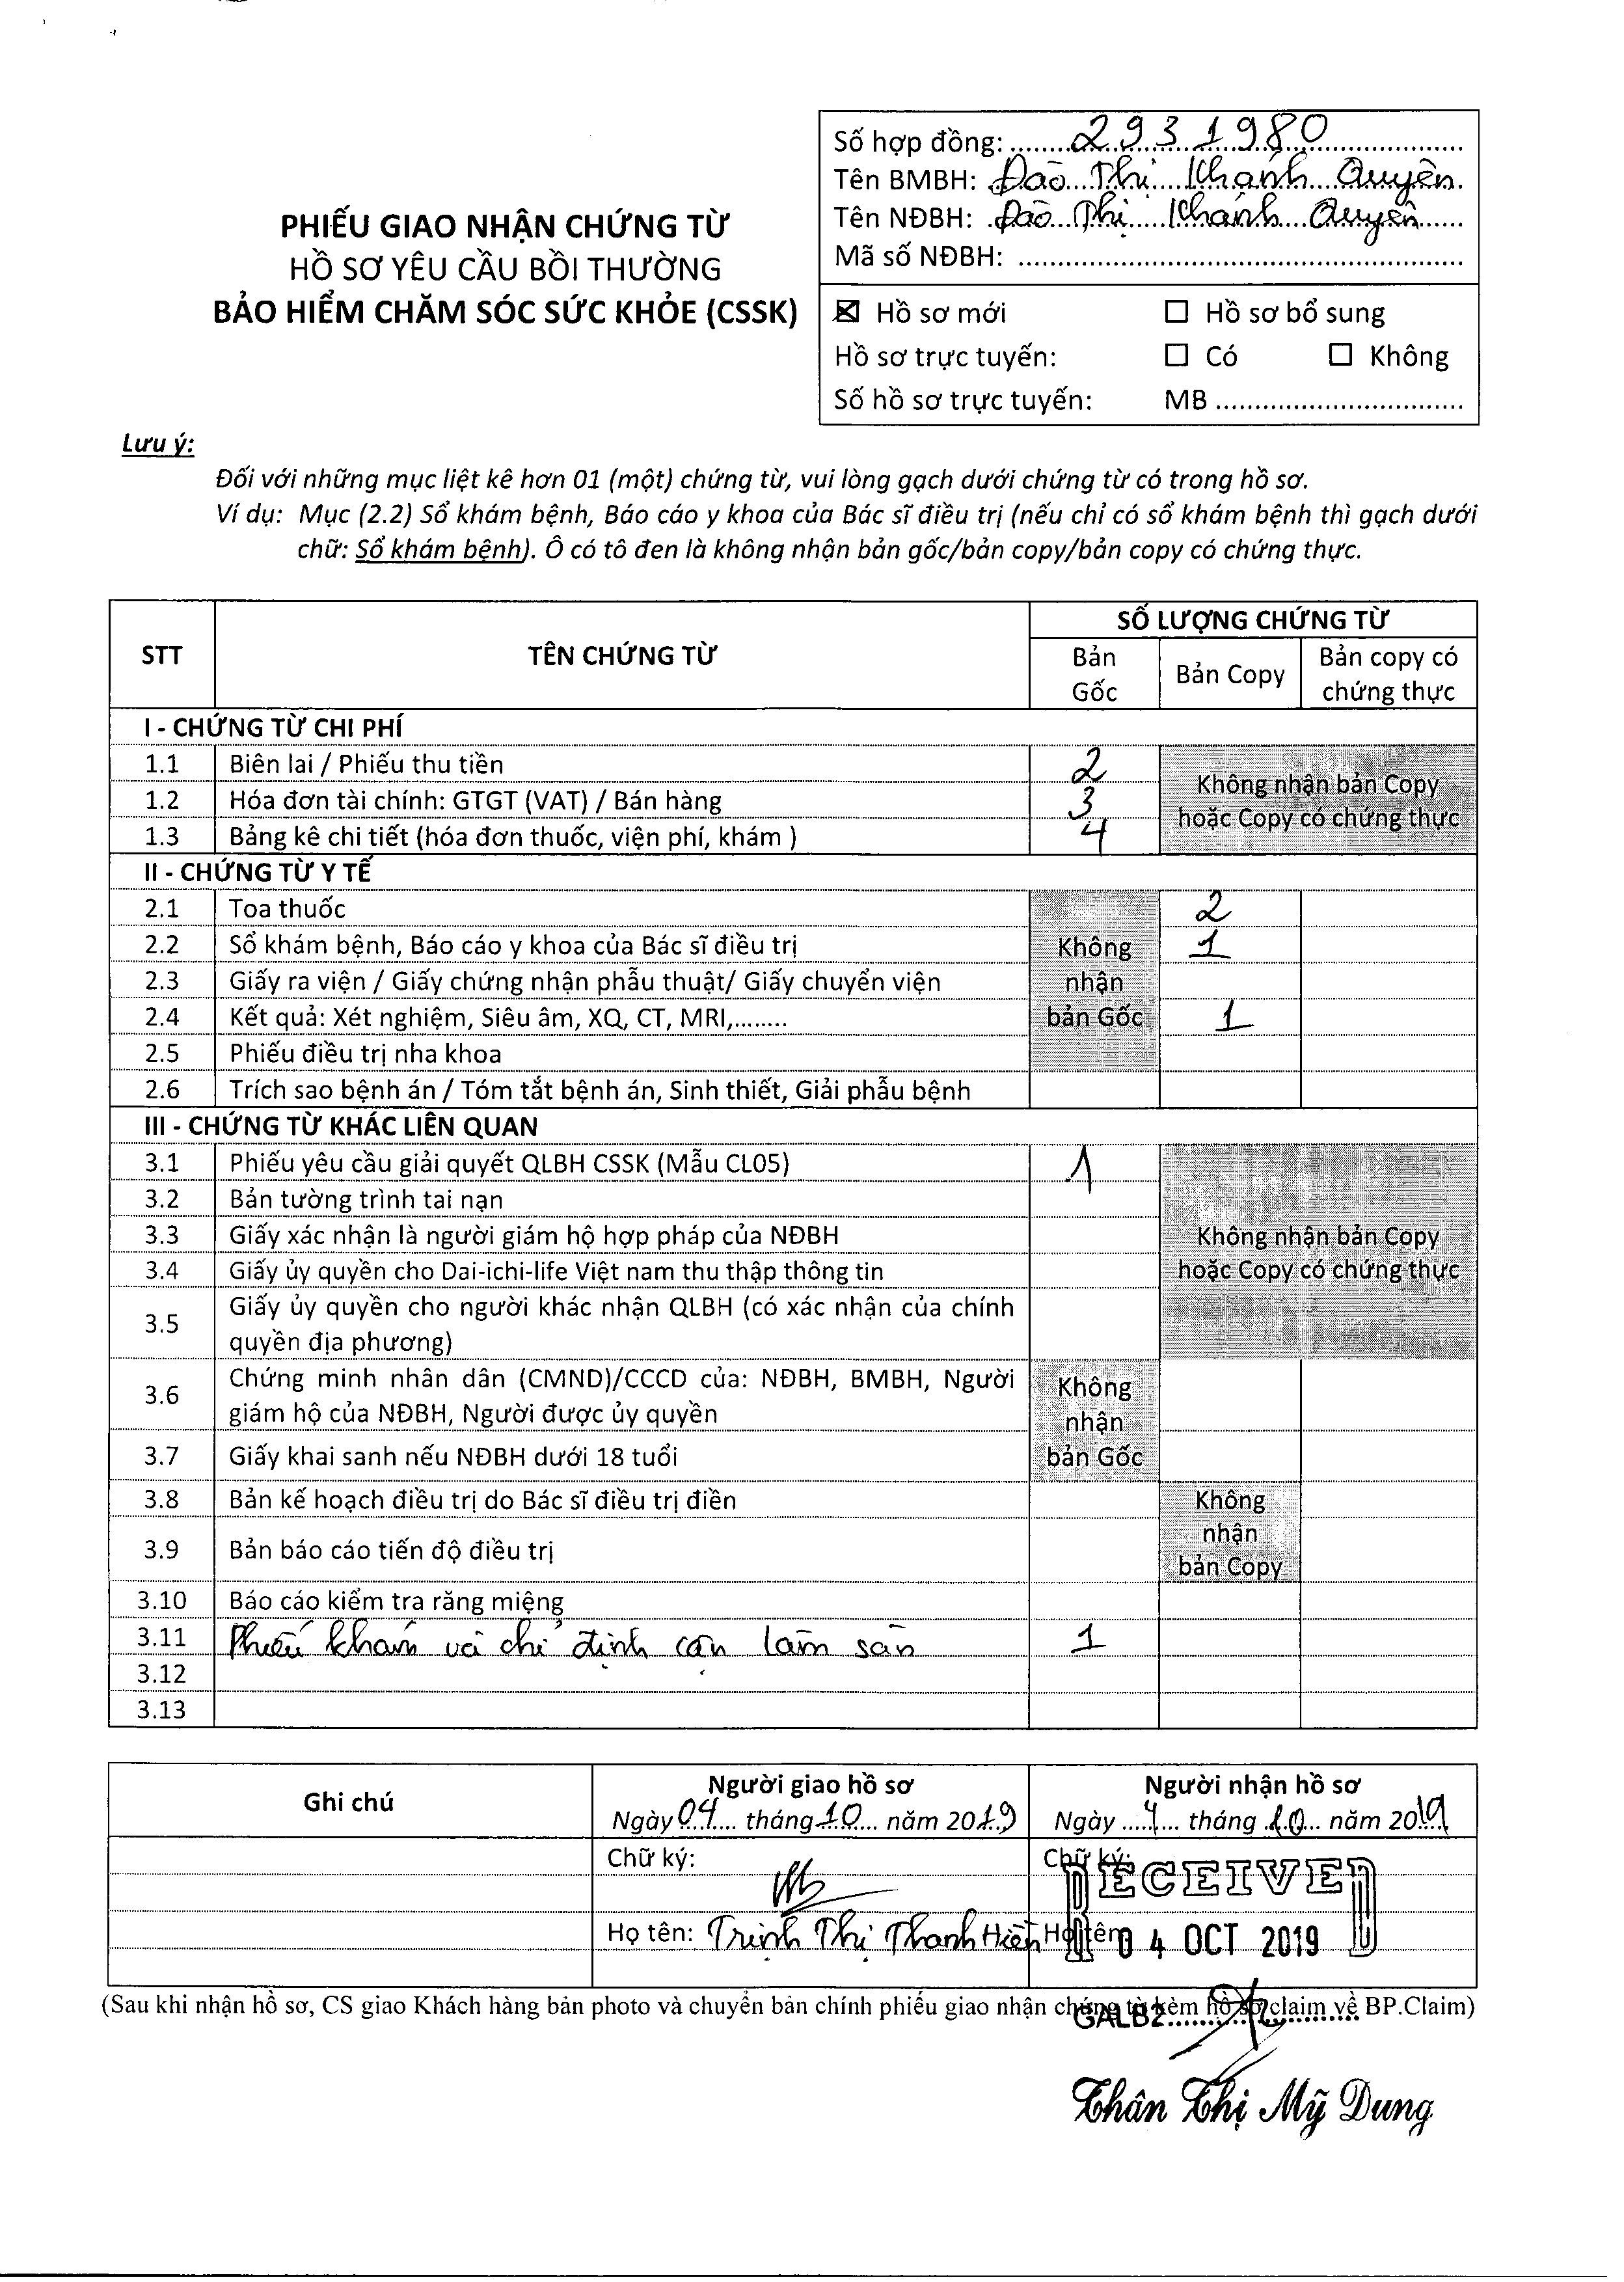 Số hợp đồng: ........2931980..................
Tên BMBH: Đào Thị Khánh Quyên.
Tên NĐBH: Đào Thị Khánh Quyên
Mã số NĐBH: ..........................................................
PHIẾU GIAO NHẬN CHỨNG TỪ
HỒ SƠ YÊU CẦU BỒI THƯỜNG
BẢO HIỂM CHĂM SÓC SỨC KHỎE (CSSK)
☒ Hồ sơ mới ☐ Hồ sơ bổ sung
Hồ sơ trực tuyến: ☐ Có ☐ Không
Số hồ sơ trực tuyến: MB ................................
Lưu ý:
Đối với những mục liệt kê hơn 01 (một) chứng từ, vui lòng gạch dưới chứng từ có trong hồ sơ.
Ví dụ: Mục (2.2) Sổ khám bệnh, Báo cáo y khoa của Bác sĩ điều trị (nếu chỉ có sổ khám bệnh thì gạch dưới
chữ: Sổ khám bệnh). Ô có tô đen là không nhận bản gốc/bản copy/bản copy có chứng thực.
STT TÊN CHỨNG TỪ SỐ LƯỢNG CHỨNG TỪ
Bản Gốc Bản Copy Bản copy có chứng thực
I - CHỨNG TỪ CHI PHÍ
1.1 Biên lai / Phiếu thu tiền 2
1.2 Hóa đơn tài chính: GTGT (VAT) / Bán hàng 3
1.3 Bảng kê chi tiết (hóa đơn thuốc, viện phí, khám ) 4
Không nhận bản Copy
hoặc Copy có chứng thực
II - CHỨNG TỪ Y TẾ
2.1 Toa thuốc 2
2.2 Sổ khám bệnh, Báo cáo y khoa của Bác sĩ điều trị 1
2.3 Giấy ra viện / Giấy chứng nhận phẫu thuật/ Giấy chuyển viện
2.4 Kết quả: Xét nghiệm, Siêu âm, XQ, CT, MRI,........ 1
2.5 Phiếu điều trị nha khoa
Không
nhận
bản Gốc
2.6 Trích sao bệnh án / Tóm tắt bệnh án, Sinh thiết, Giải phẫu bệnh
III - CHỨNG TỪ KHÁC LIÊN QUAN
3.1 Phiếu yêu cầu giải quyết QLBH CSSK (Mẫu CL05) 1
3.2 Bản tường trình tai nạn
3.3 Giấy xác nhận là người giám hộ hợp pháp của NĐBH
3.4 Giấy ủy quyền cho Dai-ichi-life Việt nam thu thập thông tin
3.5 Giấy ủy quyền cho người khác nhận QLBH (có xác nhận của chính
quyền địa phương)
Không nhận bản Copy
hoặc Copy có chứng thực
3.6 Chứng minh nhân dân (CMND)/CCCD của: NĐBH, BMBH, Người
giám hộ của NĐBH, Người được ủy quyền
3.7 Giấy khai sanh nếu NĐBH dưới 18 tuổi
Không
nhận
bản Gốc
3.8 Bản kế hoạch điều trị do Bác sĩ điều trị điền
3.9 Bản báo cáo tiến độ điều trị
Không
nhận
bản Copy
3.10 Báo cáo kiểm tra răng miệng
3.11 Phiếu khám và chỉ định cận lâm sàn 1
3.12
3.13
Ghi chú
Người giao hồ sơ
Ngày 04.... tháng 10... năm 2019
Chữ ký:
Họ tên: Trịnh Thị Thanh Hiền
Người nhận hồ sơ
Ngày .....4.... tháng .10... năm 2019
Chữ ký:
RECEIVED
Họ tên
04 OCT 2019
(Sau khi nhận hồ sơ, CS giao Khách hàng bản photo và chuyển bản chính phiếu giao nhận chứng từ kèm hồ sơ claim về BP.Claim)
GALB2..........................
Thân Thị Mỹ Dung